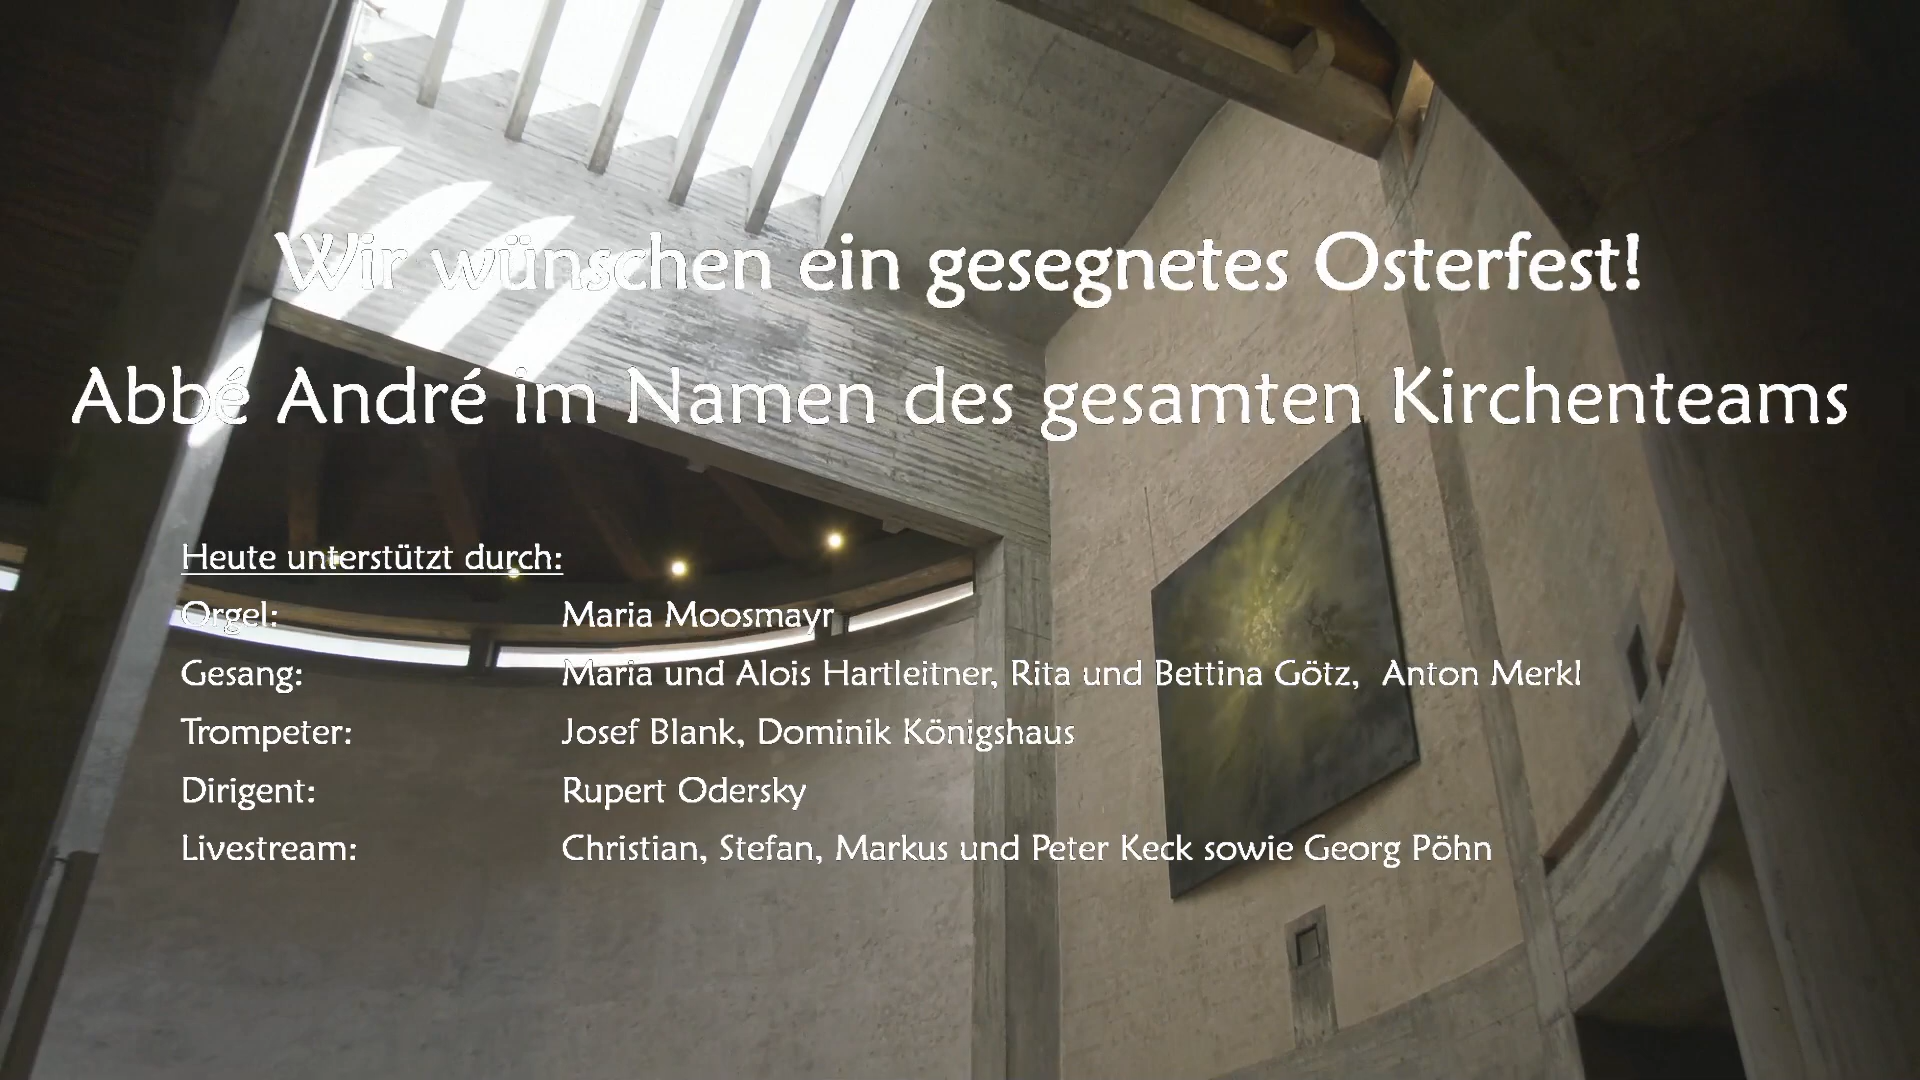 Wir wünschen ein gesegnetes Osterfest!
Abbé André im Namen des gesamten Kirchenteams
Heute unterstützt durch:
Orgel: Maria Moosmayr
Gesang: Maria und Alois Hartleitner, Rita und Bettina Götz, Anton Merkl
Trompeter: Josef Blank, Dominik Königshaus
Dirigent: Rupert Odersky
Livestream: Christian, Stefan, Markus und Peter Keck sowie Georg Pöhn